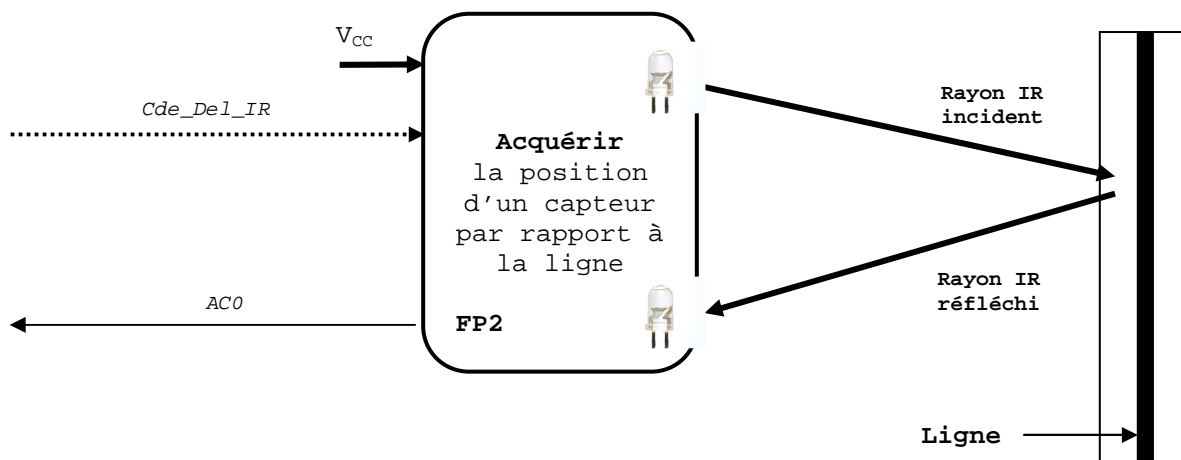 V_CC
Cde_Del_IR
Acquérir
la position
d'un capteur
par rapport à
la ligne
AC0
FP2
Rayon IR
incident
Rayon IR
réfléchi
Ligne